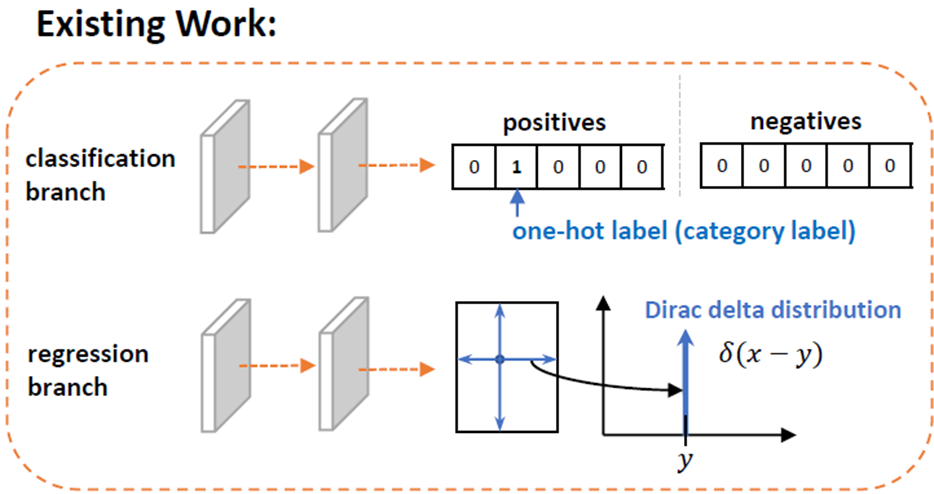 Existing Work:
classification
branch
positives
negatives
0 1 0 0 0
0 0 0 0 0
one-hot label (category label)
regression
branch
Dirac delta distribution
δ(x − y)
y